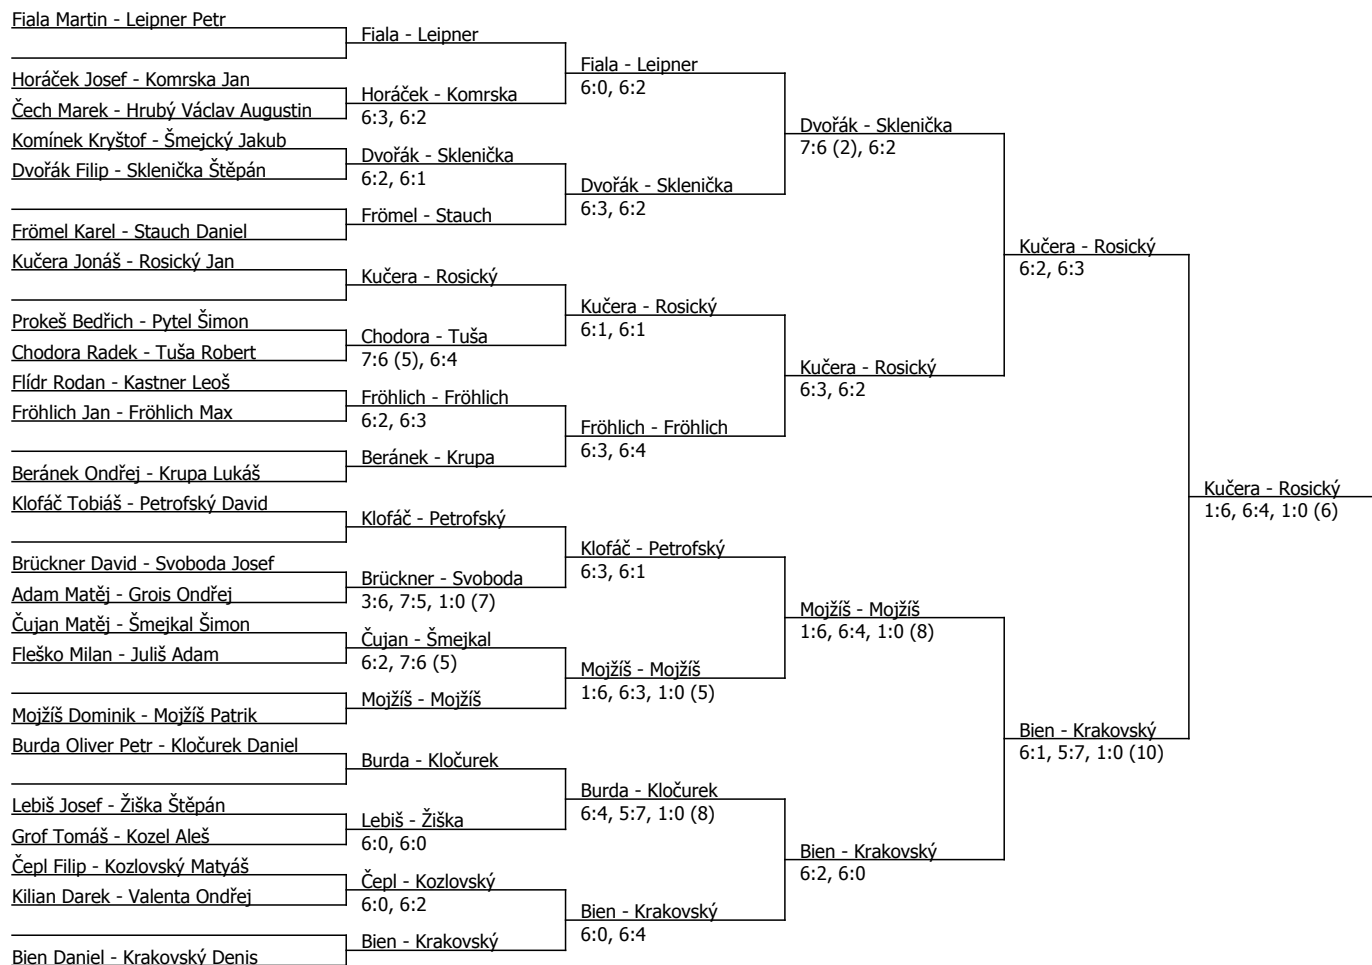 Fiala Martin - Leipner Petr
Horáček Josef - Komrska Jan
Čech Marek - Hrubý Václav Augustin
Komínek Kryštof - Šmejcký Jakub
Dvořák Filip - Sklenička Štěpán
Frömel Karel - Stauch Daniel
Kučera Jonáš - Rosický Jan
Prokeš Bedřich - Pytel Šimon
Chodora Radek - Tuša Robert
Flídr Rodan - Kastner Leoš
Fröhlich Jan - Fröhlich Max
Beránek Ondřej - Krupa Lukáš
Klofáč Tobiáš - Petrofský David
Brückner David - Svoboda Josef
Adam Matěj - Grois Ondřej
Čujan Matěj - Šmejkal Šimon
Fleško Milan - Juliš Adam
Mojžíš Dominik - Mojžíš Patrik
Burda Oliver Petr - Kločurek Daniel
Lebiš Josef - Žiška Štěpán
Grof Tomáš - Kozel Aleš
Čepl Filip - Kozlovský Matyáš
Kilian Darek - Valenta Ondřej
Bien Daniel - Krakovský Denis
Fiala - Leipner
Horáček - Komrska
6:3, 6:2
Dvořák - Sklenička
6:2, 6:1
Frömel - Stauch
Kučera - Rosický
Chodora - Tuša
7:6 (5), 6:4
Fröhlich - Fröhlich
6:2, 6:3
Beránek - Krupa
Klofáč - Petrofský
Brückner - Svoboda
3:6, 7:5, 1:0 (7)
Čujan - Šmejkal
6:2, 7:6 (5)
Mojžíš - Mojžíš
Burda - Kločurek
Lebiš - Žiška
6:0, 6:0
Čepl - Kozlovský
6:0, 6:2
Bien - Krakovský
Fiala - Leipner
6:0, 6:2
Dvořák - Sklenička
6:3, 6:2
Kučera - Rosický
6:1, 6:1
Fröhlich - Fröhlich
6:3, 6:4
Klofáč - Petrofský
6:3, 6:1
Mojžíš - Mojžíš
1:6, 6:3, 1:0 (5)
Burda - Kločurek
6:4, 5:7, 1:0 (8)
Bien - Krakovský
6:0, 6:4
Dvořák - Sklenička
7:6 (2), 6:2
Kučera - Rosický
6:3, 6:2
Mojžíš - Mojžíš
1:6, 6:4, 1:0 (8)
Bien - Krakovský
6:2, 6:0
Kučera - Rosický
6:2, 6:3
Bien - Krakovský
6:1, 5:7, 1:0 (10)
Kučera - Rosický
1:6, 6:4, 1:0 (6)